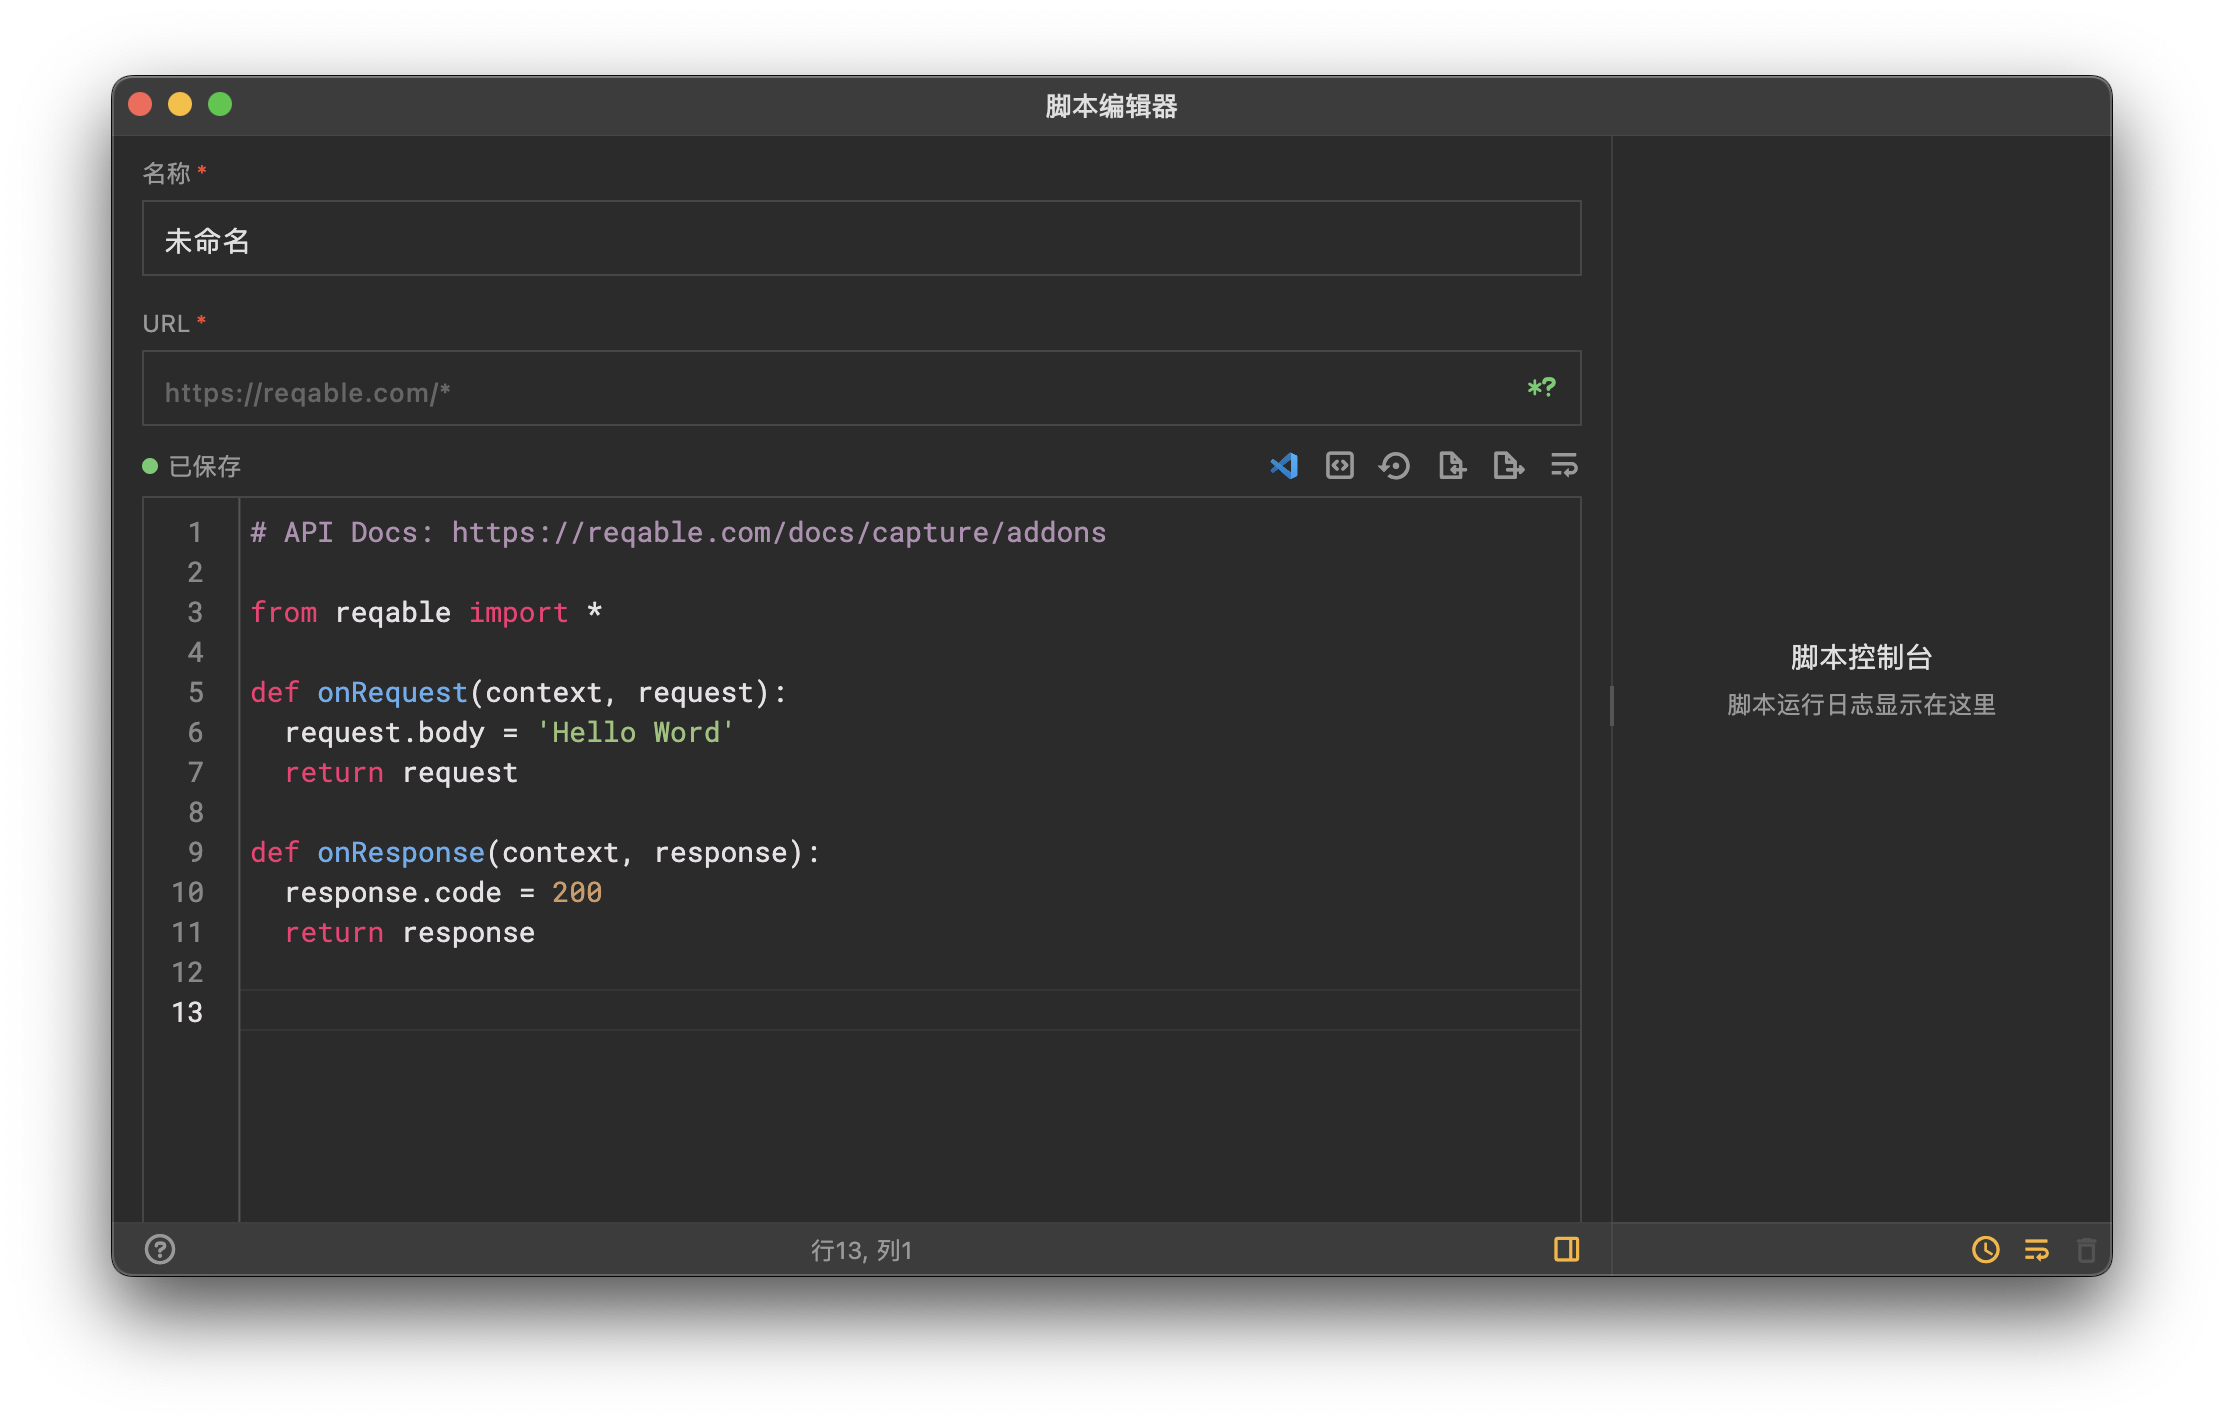 脚本编辑器
名称 *
未命名
URL *
https://reqable.com/*
*?
已保存
1 # API Docs: https://reqable.com/docs/capture/addons
2
3 from reqable import *
4
5 def onRequest(context, request):
6   request.body = 'Hello Word'
7   return request
8
9 def onResponse(context, response):
10   response.code = 200
11   return response
12
13
脚本控制台
脚本运行日志显示在这里
行13, 列1